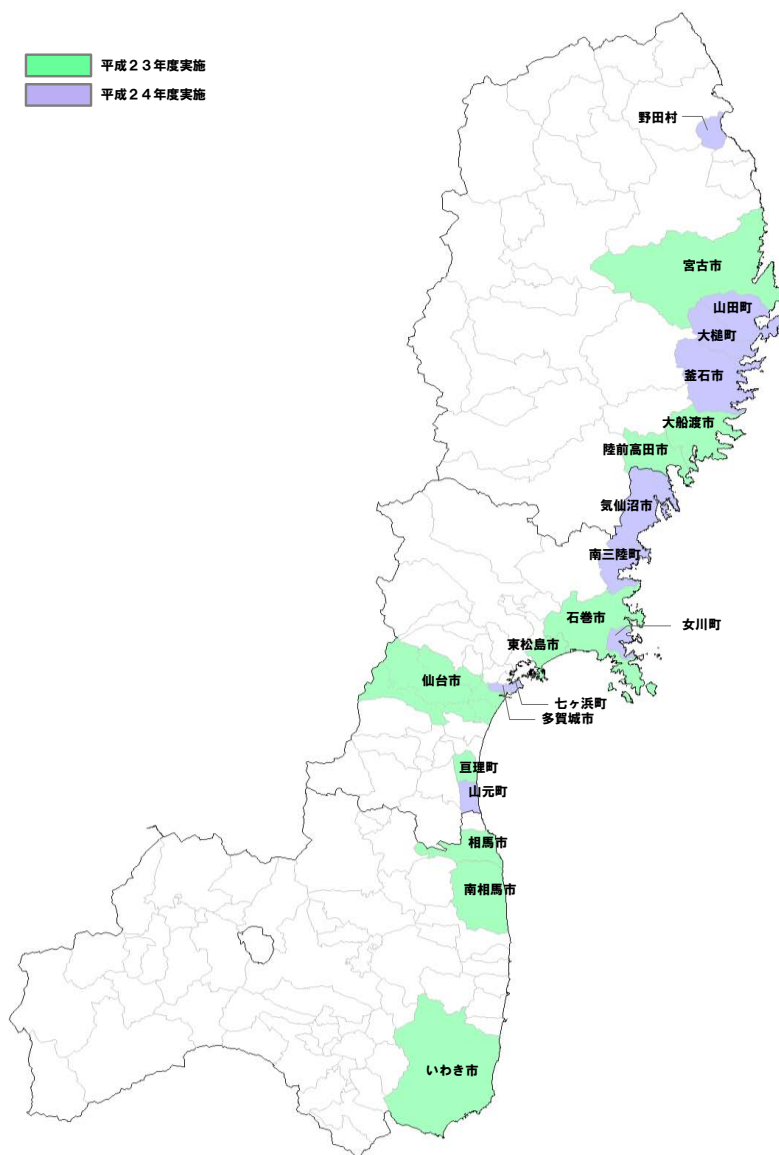 平成２３年度実施
平成２４年度実施
野田村
宮古市
山田町
大槌町
釜石市
大船渡市
陸前高田市
気仙沼市
南三陸町
石巻市
女川町
東松島市
仙台市
七ヶ浜町
多賀城市
亘理町
山元町
相馬市
南相馬市
いわき市